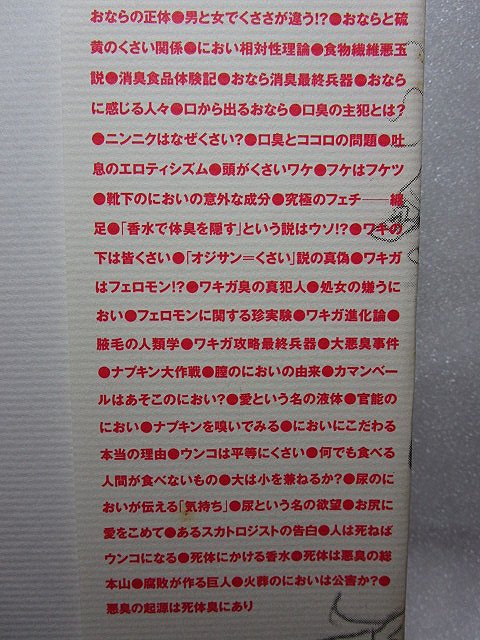 おならの正体●男と女でくささが違う!?●おならと硫
黄のくさい関係●におい相対性理論●食物繊維悪玉
説●消臭食品体験記●おなら消臭最終兵器●おなら
に感じる人々●口から出るおなら●口臭の主犯とは?
●ニンニクはなぜくさい?●口臭とココロの問題●吐
息のエロティシズム●頭がくさいワケ●フケはフケツ
●靴下のにおいの意外な成分●究極のフェチ――纏
足●「香水で体臭を隠す」という説はウソ!?●ワキの
下は皆くさい●「オジサン=くさい」説の真偽●ワキガ
はフェロモン!?●ワキガ臭の真犯人●処女の嫌うに
おい●フェロモンに関する珍実験●ワキガ進化論●
腋毛の人類学●ワキガ攻略最終兵器●大悪臭事件
●ナプキン大作戦●膣のにおいの由来●カマンベー
ルはあそこのにおい?●愛という名の液体●官能の
におい●ナプキンを嗅いでみる●においにこだわる
本当の理由●ウンコは平等にくさい●何でも食べる
人間が食べないもの●大は小を兼ねるか?●尿のに
おいが伝える「気持ち」●尿という名の欲望●お尻に
愛をこめて●あるスカトロジストの告白●人は死ねば
ウンコになる●死体にかける香水●死体は悪臭の総
本山●腐敗が作る巨人●火葬のにおいは公害か?●
悪臭の起源は死体臭にあり